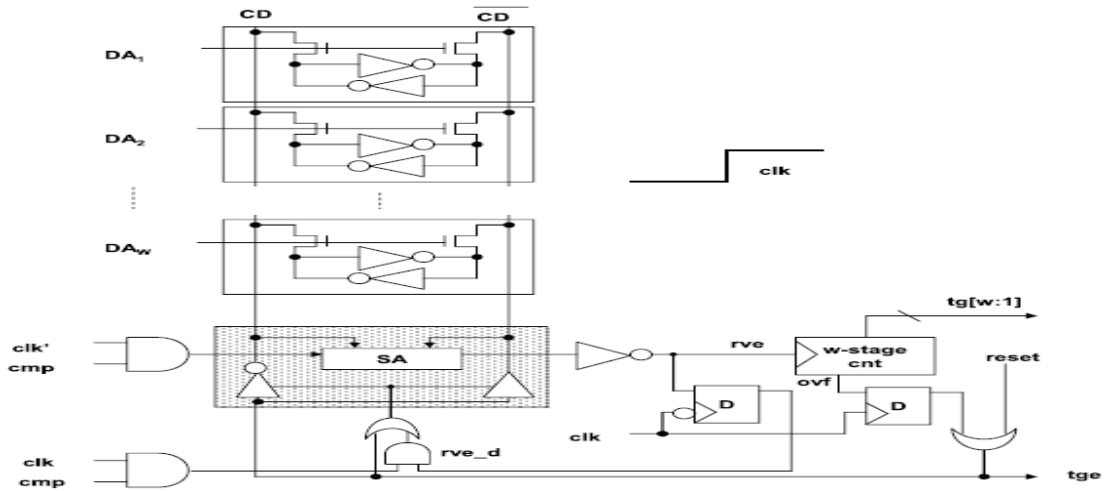 CD CD
DA1
DA2
DAw
clk
clk'
cmp
SA
rve
w-stage
cnt
ovf
tg[w:1]
reset
D
D
clk
rve_d
clk
cmp
tge